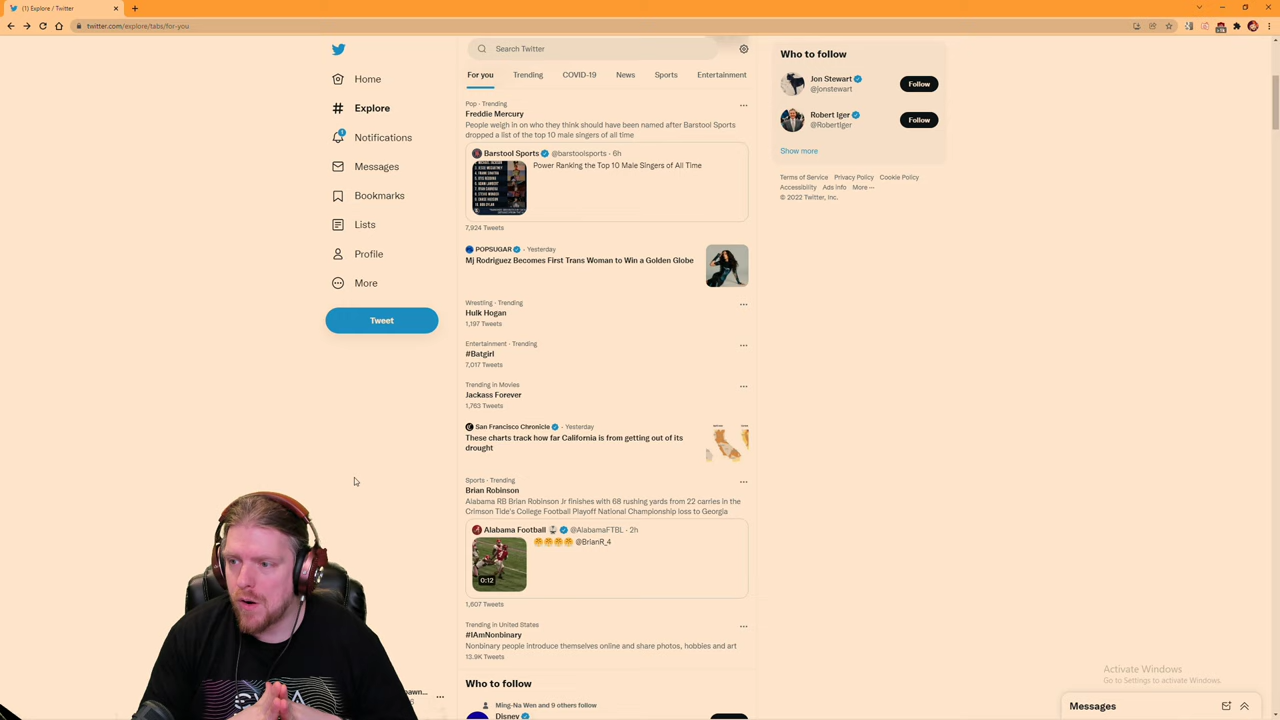 (1) Explore / Twitter
twitter.com/explore/tabs/for-you
Home
Explore
1
Notifications
Messages
Bookmarks
Lists
Profile
More
Tweet
Search Twitter
For you
Trending
COVID-19
News
Sports
Entertainment
Pop · Trending
Freddie Mercury
People weigh in on who they think should have been named after Barstool Sports
dropped a list of the top 10 male singers of all time
Barstool Sports @barstoolsports · 6h
Power Ranking the Top 10 Male Singers of All Time
7,924 Tweets
POPSUGAR · Yesterday
Mj Rodriguez Becomes First Trans Woman to Win a Golden Globe
Wrestling · Trending
Hulk Hogan
1,197 Tweets
Entertainment · Trending
#Batgirl
7,017 Tweets
Trending in Movies
Jackass Forever
1,763 Tweets
San Francisco Chronicle · Yesterday
These charts track how far California is from getting out of its
drought
Sports · Trending
Brian Robinson
Alabama RB Brian Robinson Jr finishes with 68 rushing yards from 22 carries in the
Crimson Tide's College Football Playoff National Championship loss to Georgia
Alabama Football @AlabamaFTBL · 2h
@BrianR_4
0:12
1,607 Tweets
Trending in United States
#IAmNonbinary
Nonbinary people introduce themselves online and share photos, hobbies and art
13.9K Tweets
Who to follow
Ming-Na Wen and 9 others follow
Disney
Who to follow
Jon Stewart
@jonstewart
Follow
Robert Iger
@RobertIger
Follow
Show more
Terms of Service Privacy Policy Cookie Policy
Accessibility Ads info More ···
© 2022 Twitter, Inc.
Activate Windows
Go to Settings to activate Windows.
Messages